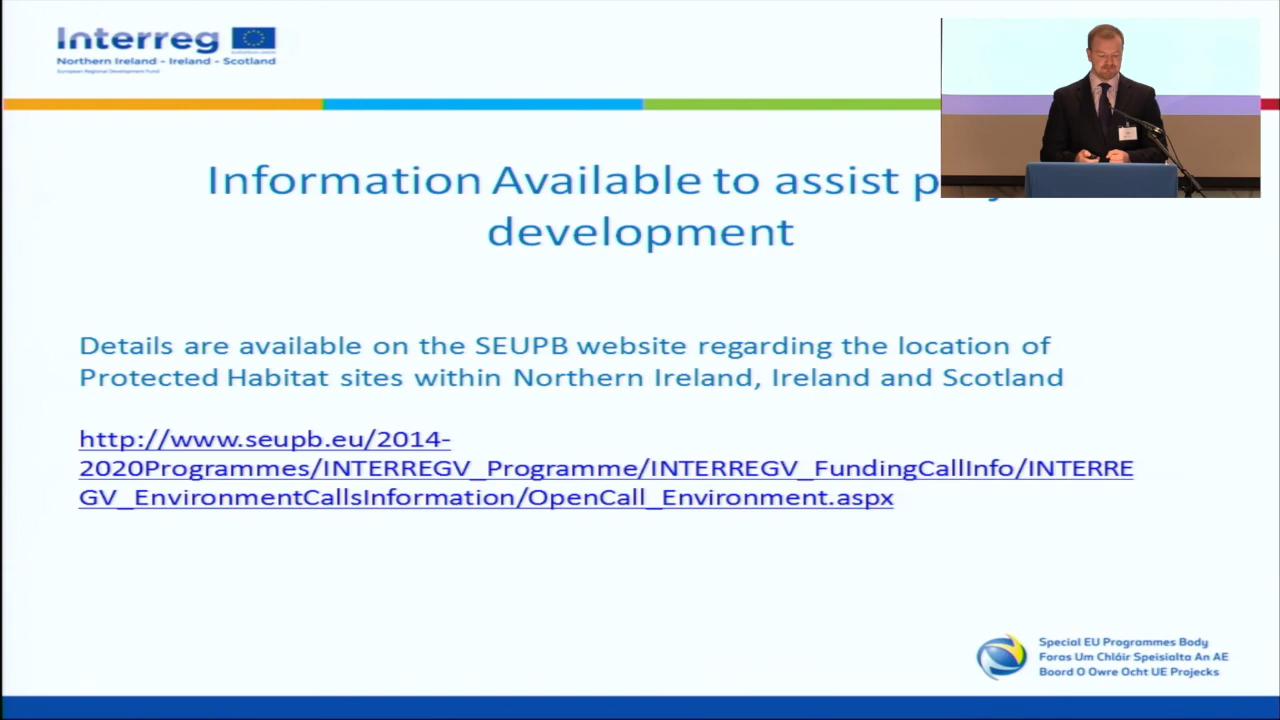 Interreg
Northern Ireland - Ireland - Scotland
European Regional Development Fund
Information Available to assist
development
Details are available on the SEUPB website regarding the location of
Protected Habitat sites within Northern Ireland, Ireland and Scotland
http://www.seupb.eu/2014-
2020Programmes/INTERREGV_Programme/INTERREGV_FundingCallInfo/INTERRE
GV_EnvironmentCallsInformation/OpenCall_Environment.aspx
Special EU Programmes Body
Foras Um Chláir Speisialta An AE
Boord O Owre Ocht UE Projecks